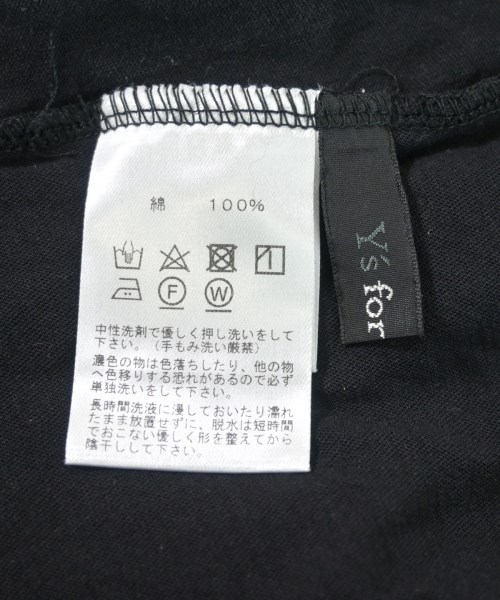 綿 100%
F W
中性洗剤で優しく押し洗いをして
下さい。（手もみ洗い厳禁）
濃色の物は色落ちしたり、他の物
へ色移りする恐れがあるので必ず
単独洗いをして下さい。
長時間洗液に浸しておいたり濡れ
たまま放置せずに、脱水は短時間
でおこない優しく形を整えてから
陰干しして下さい。
Y's for